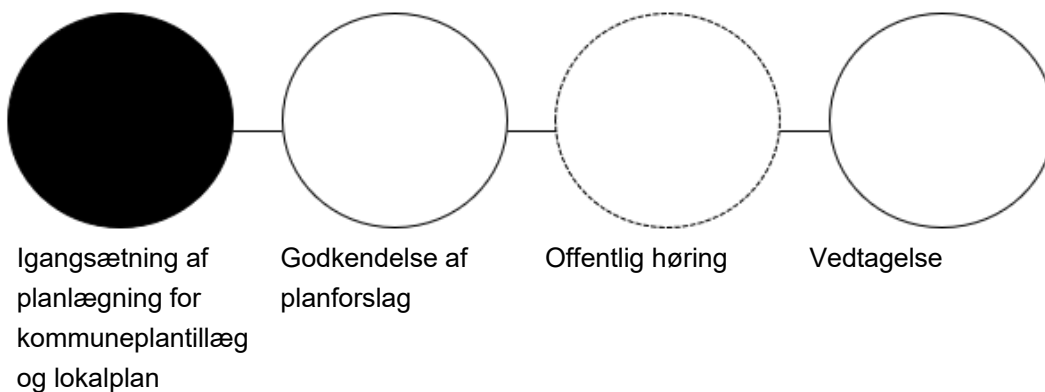 Igangsætning af
planlægning for
kommuneplantillæg
og lokalplan
Godkendelse af
planforslag
Offentlig høring
Vedtagelse